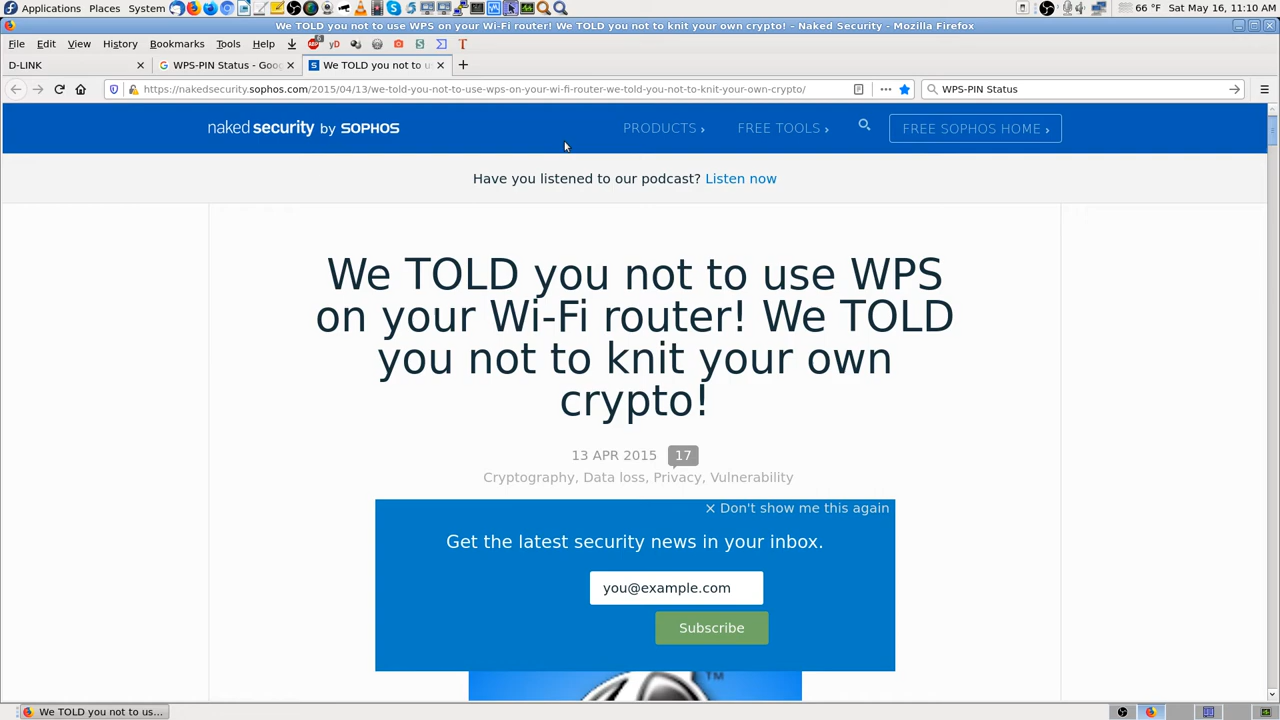 Applications Places System 66 °F Sat May 16, 11:10 AM
We TOLD you not to use WPS on your Wi-Fi router! We TOLD you not to knit your own crypto! - Naked Security - Mozilla Firefox
File Edit View History Bookmarks Tools Help
D-LINK WPS-PIN Status - Goog We TOLD you not to us
https://nakedsecurity.sophos.com/2015/04/13/we-told-you-not-to-use-wps-on-your-wi-fi-router-we-told-you-not-to-knit-your-own-crypto/ WPS-PIN Status
naked security by SOPHOS PRODUCTS FREE TOOLS FREE SOPHOS HOME
Have you listened to our podcast? Listen now
We TOLD you not to use WPS
on your Wi-Fi router! We TOLD
you not to knit your own
crypto!
13 APR 2015 17
Cryptography, Data loss, Privacy, Vulnerability
Don't show me this again
Get the latest security news in your inbox.
you@example.com
Subscribe
TM
We TOLD you not to us...